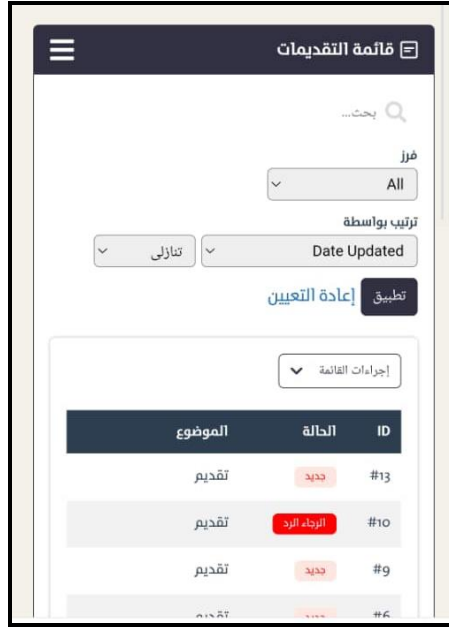 قائمة التقديمات
بحث...
فرز
All
ترتيب بواسطة
Date Updated تنازلي
تطبيق إعادة التعيين
إجراءات القائمة
ID الحالة الموضوع
#13 جديد تقديم
#10 الرجاء الرد تقديم
#9 جديد تقديم
#6